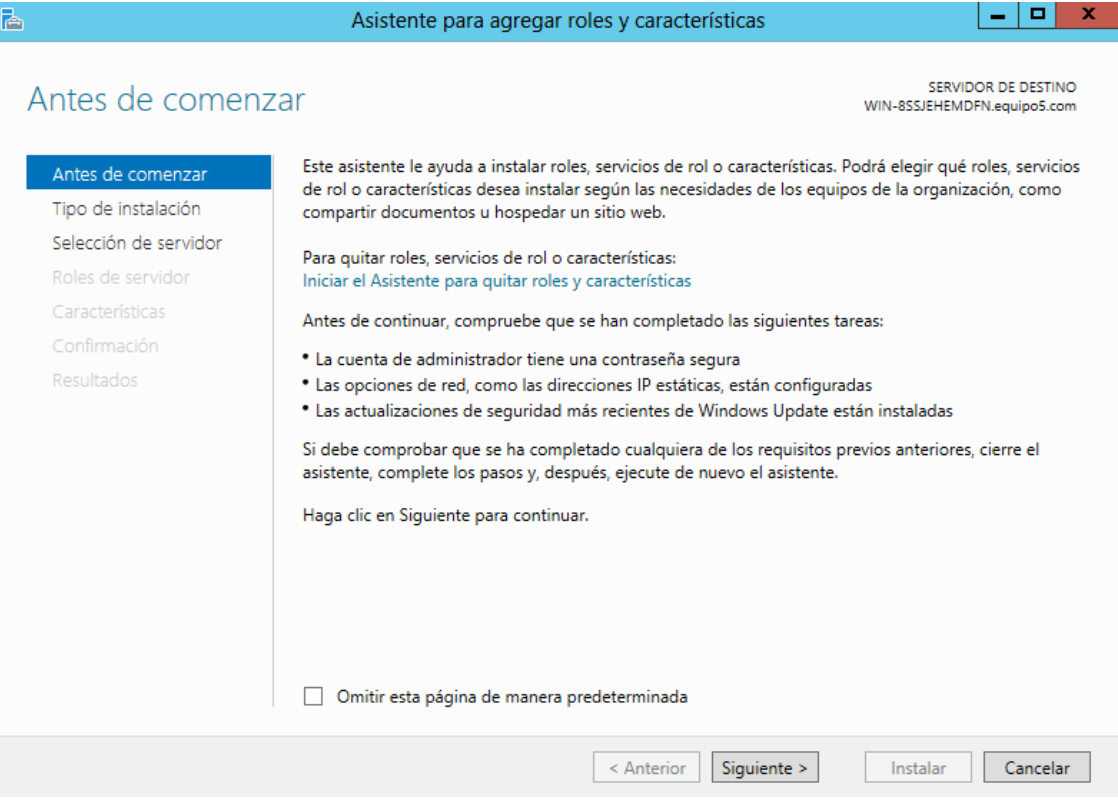 Asistente para agregar roles y características
Antes de comenzar
SERVIDOR DE DESTINO
WIN-8SSJEHEMDFN.equipo5.com
Antes de comenzar
Tipo de instalación
Selección de servidor
Roles de servidor
Características
Confirmación
Resultados
Este asistente le ayuda a instalar roles, servicios de rol o características. Podrá elegir qué roles, servicios
de rol o características desea instalar según las necesidades de los equipos de la organización, como
compartir documentos u hospedar un sitio web.
Para quitar roles, servicios de rol o características:
Iniciar el Asistente para quitar roles y características
Antes de continuar, compruebe que se han completado las siguientes tareas:
• La cuenta de administrador tiene una contraseña segura
• Las opciones de red, como las direcciones IP estáticas, están configuradas
• Las actualizaciones de seguridad más recientes de Windows Update están instaladas
Si debe comprobar que se ha completado cualquiera de los requisitos previos anteriores, cierre el
asistente, complete los pasos y, después, ejecute de nuevo el asistente.
Haga clic en Siguiente para continuar.
Omitir esta página de manera predeterminada
< Anterior
Siguiente >
Instalar
Cancelar